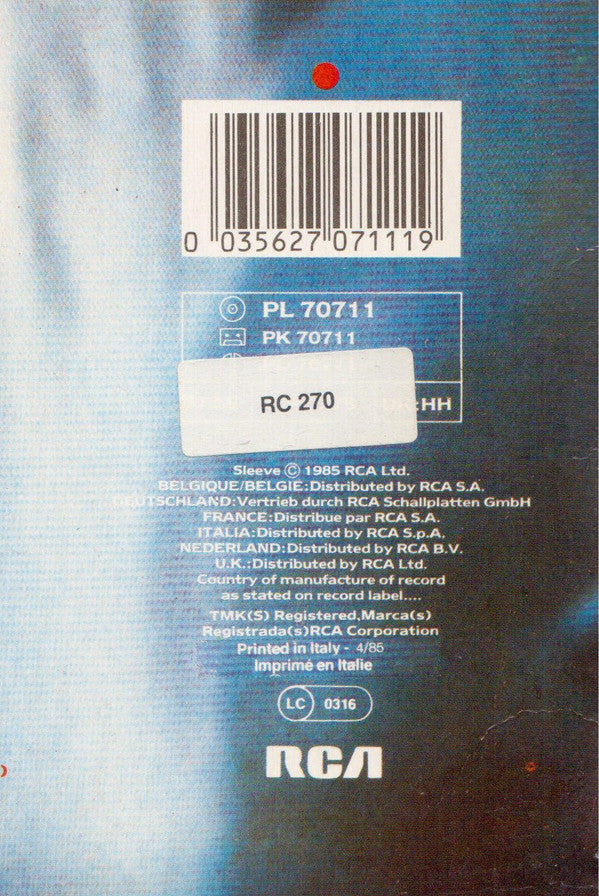 0 035627 071119
PL 70711
PK 70711
RC 270
:HH
Sleeve © 1985 RCA Ltd.
BELGIQUE/BELGIE:Distributed by RCA S.A.
DEUTSCHLAND:Vertrieb durch RCA Schallplatten GmbH
FRANCE:Distribue par RCA S.A.
ITALIA:Distributed by RCA S.p.A.
NEDERLAND:Distributed by RCA B.V.
U.K.:Distributed by RCA Ltd.
Country of manufacture of record
as stated on record label....
TMK(S) Registered,Marca(s)
Registrada(s)RCA Corporation
Printed in Italy - 4/85
Imprimé en Italie
LC 0316
RCA